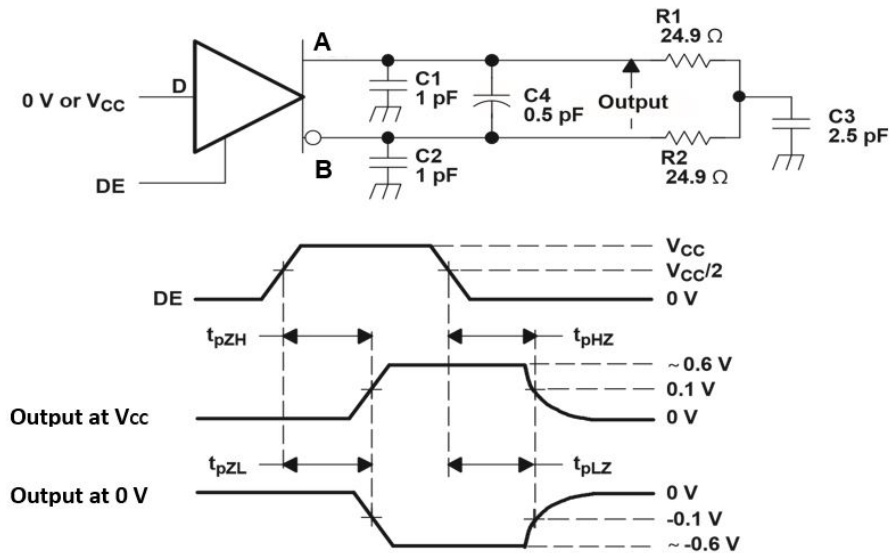 A
R1
24.9 Ω
D
C1
1 pF
0 V or VCC
C4
0.5 pF
Output
C3
2.5 pF
C2
1 pF
B
R2
24.9 Ω
DE
VCC
VCC/2
DE
0 V
tpZH
tpHZ
~ 0.6 V
0.1 V
Output at Vcc
0 V
tpZL
tpLZ
Output at 0 V
0 V
-0.1 V
~ -0.6 V